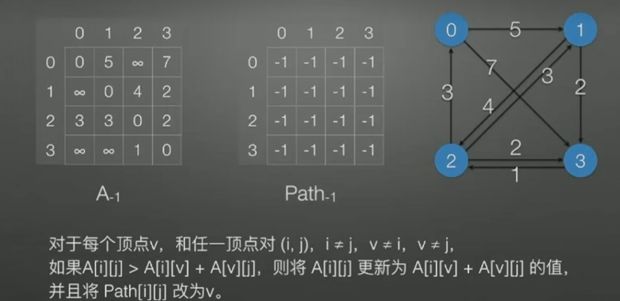 0 1 2 3
0 0 5 ∞ 7
1 ∞ 0 4 2
2 3 3 0 2
3 ∞ ∞ 1 0
A-1
0 1 2 3
0 -1 -1 -1 -1
1 -1 -1 -1 -1
2 -1 -1 -1 -1
3 -1 -1 -1 -1
Path-1
0 5 1
7
3 4 3 2
2 2 3
1
对于每个顶点v，和任一顶点对 (i, j)，i ≠ j，v ≠ i，v ≠ j，
如果A[i][j] > A[i][v] + A[v][j]，则将 A[i][j] 更新为 A[i][v] + A[v][j] 的值，
并且将 Path[i][j] 改为v。